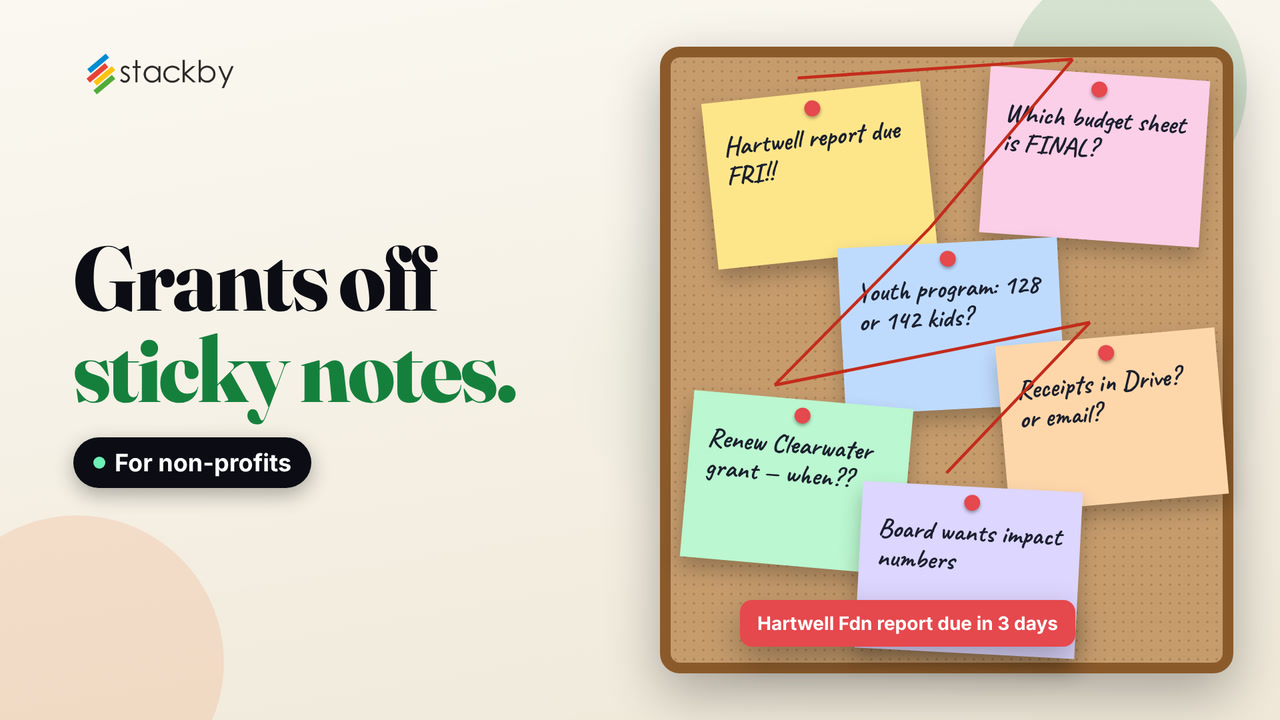 stackby
Grants off
sticky notes.
For non-profits
Hartwell report due
FRI!!
Which budget sheet
is FINAL?
Youth program: 128
or 142 kids?
Receipts in Drive?
or email?
Renew Clearwater
grant — when??
Board wants impact
numbers
Hartwell Fdn report due in 3 days